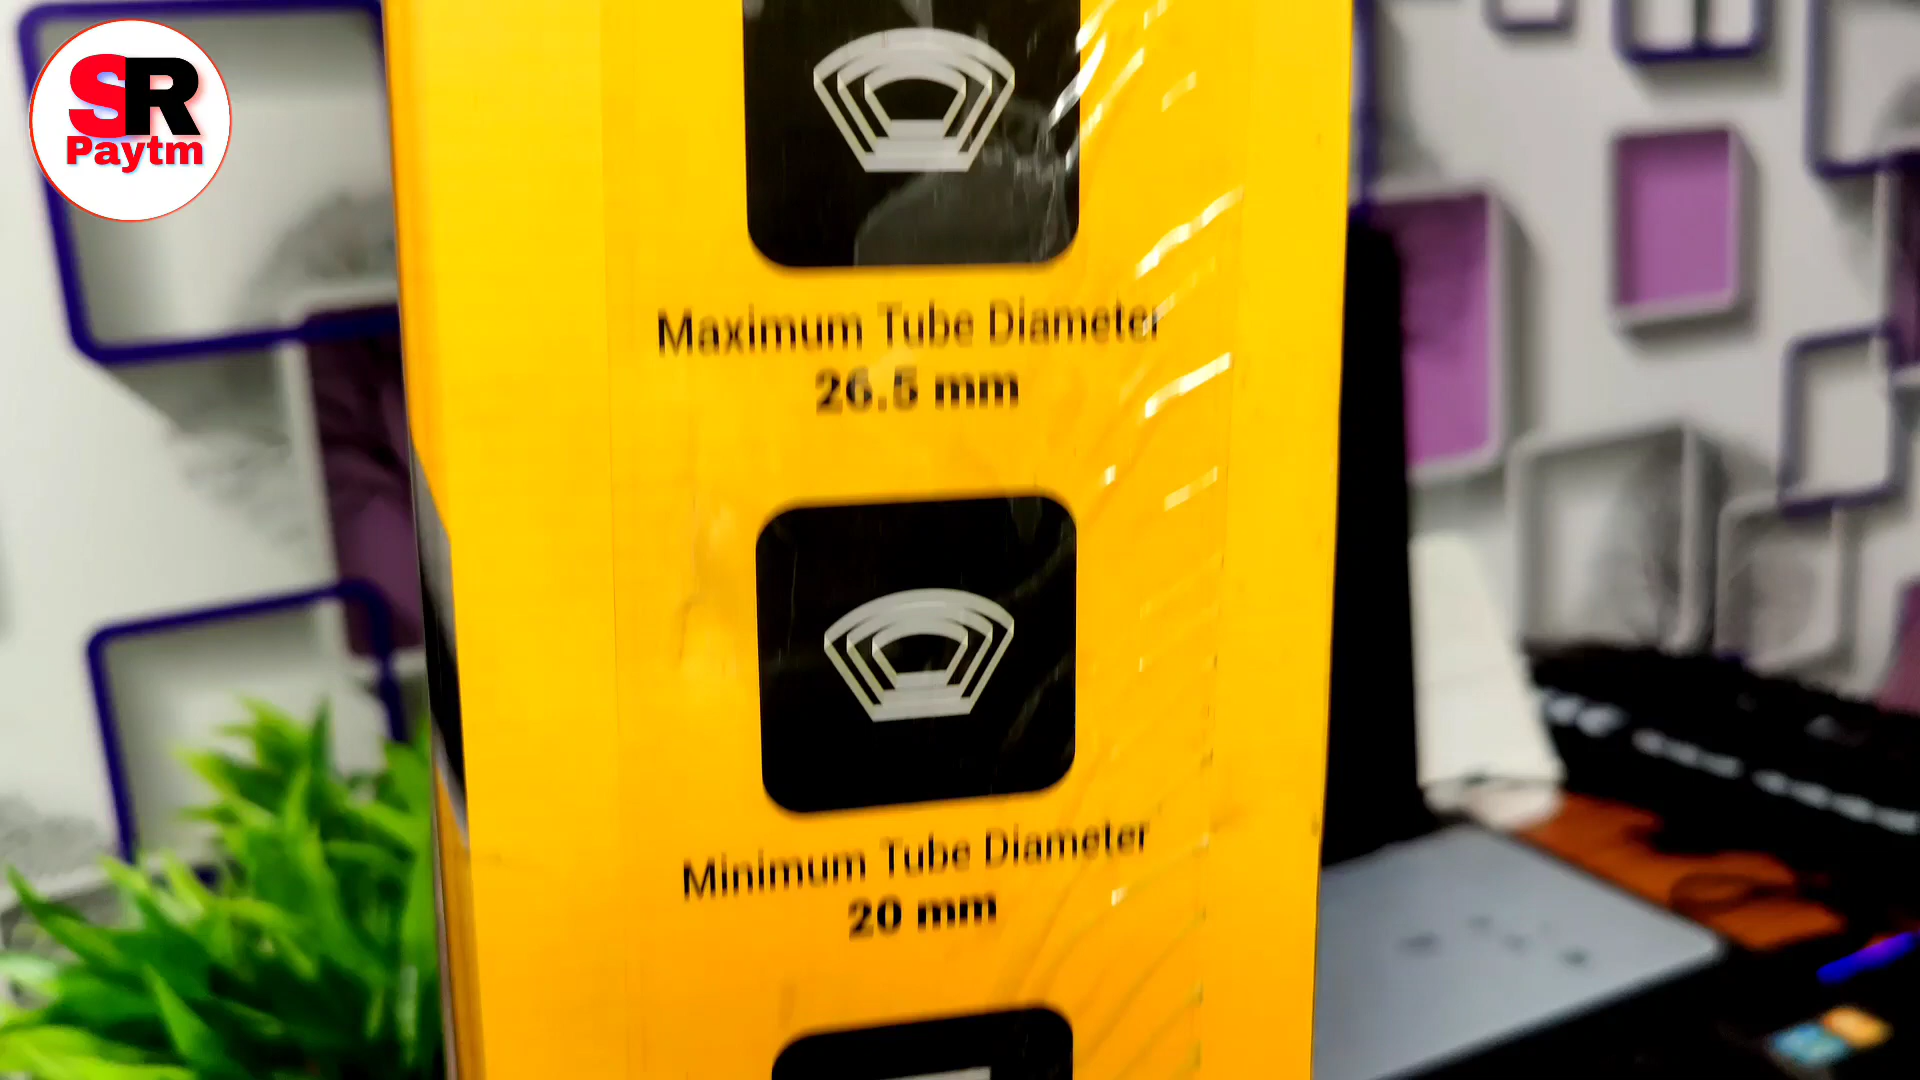 SR
Paytm
Maximum Tube Diameter
26.5 mm
Minimum Tube Diameter
20 mm